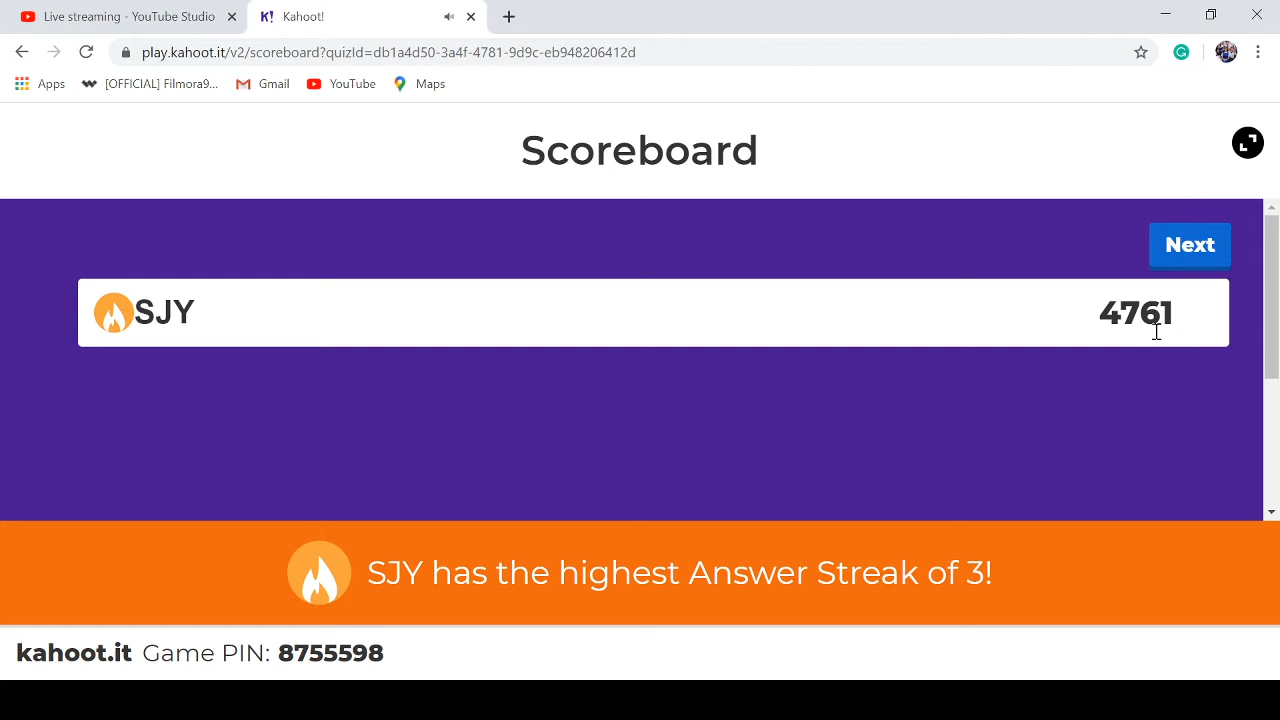 Live streaming - YouTube Studio
K! Kahoot!
play.kahoot.it/v2/scoreboard?quizId=db1a4d50-3a4f-4781-9d9c-eb948206412d
Apps [OFFICIAL] Filmora9... Gmail YouTube Maps
Scoreboard
Next
SJY 4761
SJY has the highest Answer Streak of 3!
kahoot.it Game PIN: 8755598